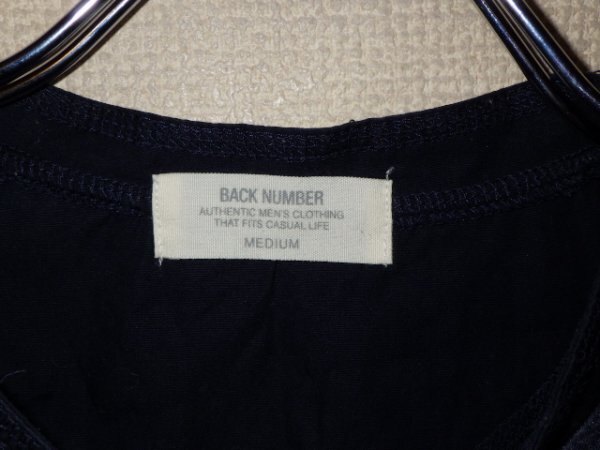 BACK NUMBER
AUTHENTIC MEN'S CLOTHING
THAT FITS CASUAL LIFE
MEDIUM